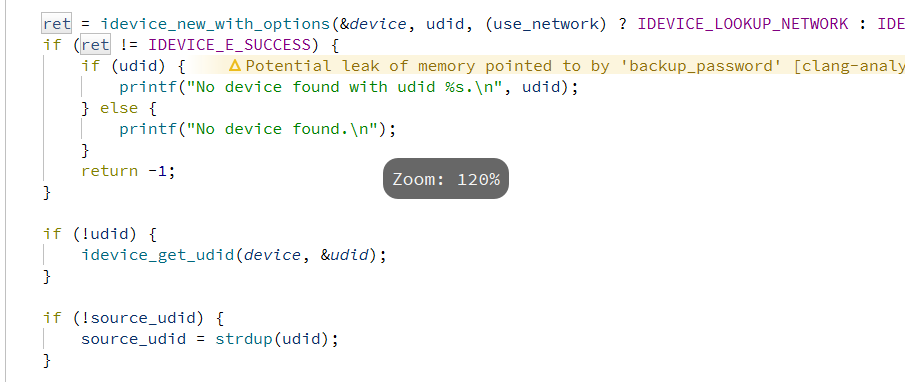 ret = idevice_new_with_options(&device, udid, (use_network) ? IDEVICE_LOOKUP_NETWORK : IDE
if (ret != IDEVICE_E_SUCCESS) {
if (udid) { Potential leak of memory pointed to by 'backup_password' [clang-analy
printf("No device found with udid %s.\n", udid);
} else {
printf("No device found.\n");
}
return -1;
Zoom: 120%
}
if (!udid) {
idevice_get_udid(device, &udid);
}
if (!source_udid) {
source_udid = strdup(udid);
}